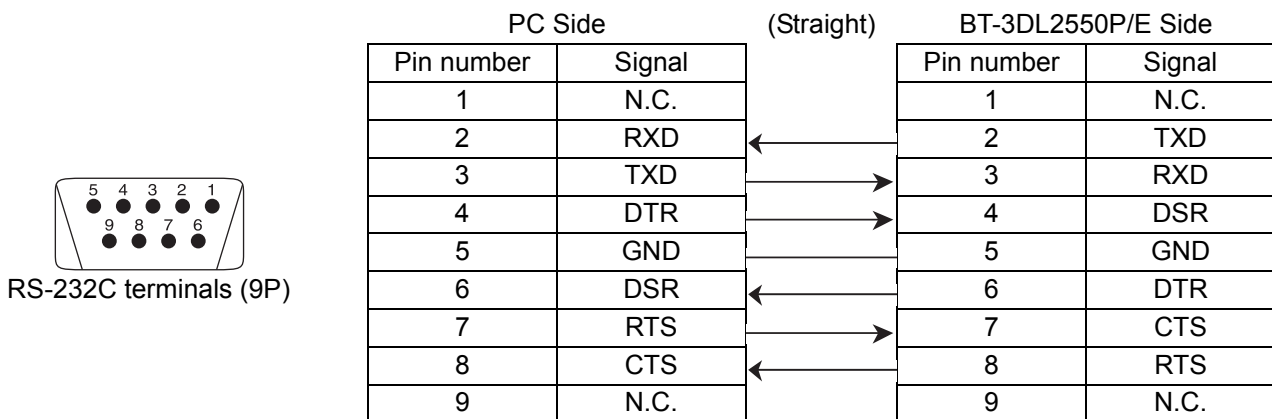 PC Side (Straight) BT-3DL2550P/E Side
Pin number Signal Pin number Signal
1 N.C. 1 N.C.
2 RXD 2 TXD
3 TXD 3 RXD
4 DTR 4 DSR
5 GND 5 GND
6 DSR 6 DTR
7 RTS 7 CTS
8 CTS 8 RTS
9 N.C. 9 N.C.
5 4 3 2 1
9 8 7 6
RS-232C terminals (9P)